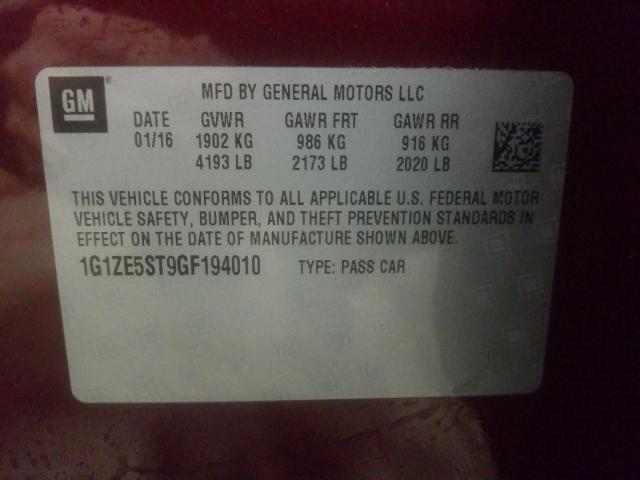 GM ®
MFD BY GENERAL MOTORS LLC
DATE GVWR GAWR FRT GAWR RR
01/16 1902 KG 986 KG 916 KG
4193 LB 2173 LB 2020 LB
THIS VEHICLE CONFORMS TO ALL APPLICABLE U.S. FEDERAL MOTOR
VEHICLE SAFETY, BUMPER, AND THEFT PREVENTION STANDARDS IN
EFFECT ON THE DATE OF MANUFACTURE SHOWN ABOVE.
1G1ZE5ST9GF194010 TYPE: PASS CAR